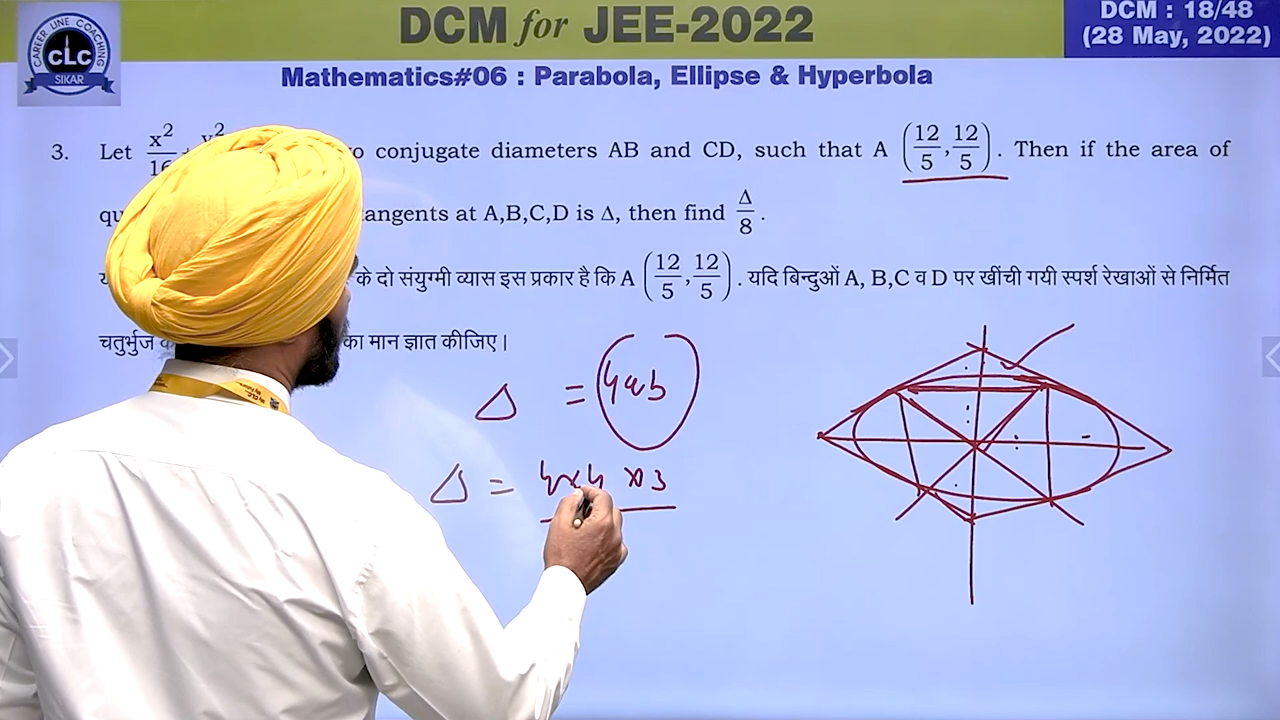 DCM for JEE-2022
DCM : 18/48
(28 May, 2022)
CAREER LINE COACHING
CLC
SIKAR
Mathematics#06 : Parabola, Ellipse & Hyperbola
3. Let x²/16 conjugate diameters AB and CD, such that A (12/5, 12/5). Then if the area of
tangents at A,B,C,D is Δ, then find Δ/8.
के दो संयुग्मी व्यास इस प्रकार है कि A (12/5, 12/5). यदि बिन्दुओं A, B,C व D पर खींची गयी स्पर्श रेखाओं से निर्मित
चतुर्भुज का मान ज्ञात कीजिए।
Δ = 4ab
Δ = 4×4×3